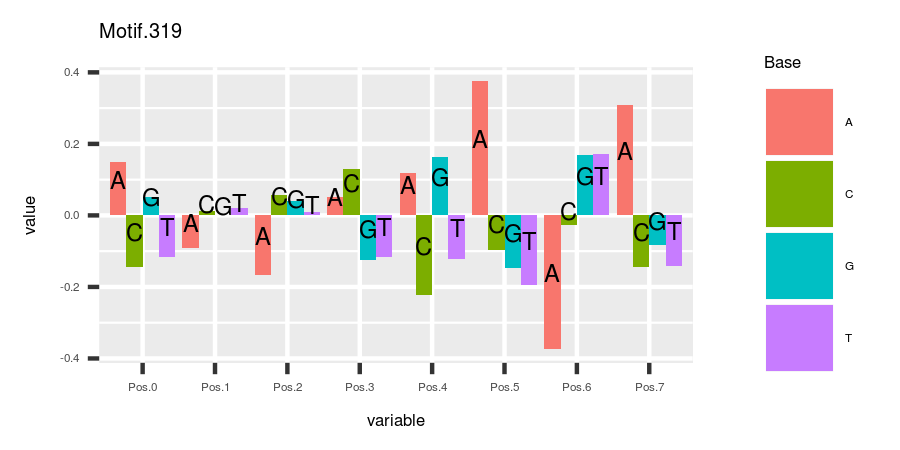 Motif.319
Base
0.4
0.2
0.0
-0.2
-0.4
value
A C G T
A C G T
A C G T
A C G T
A C G T
A C G T
A C G T
A C G T
Pos.0 Pos.1 Pos.2 Pos.3 Pos.4 Pos.5 Pos.6 Pos.7
variable
A
C
G
T